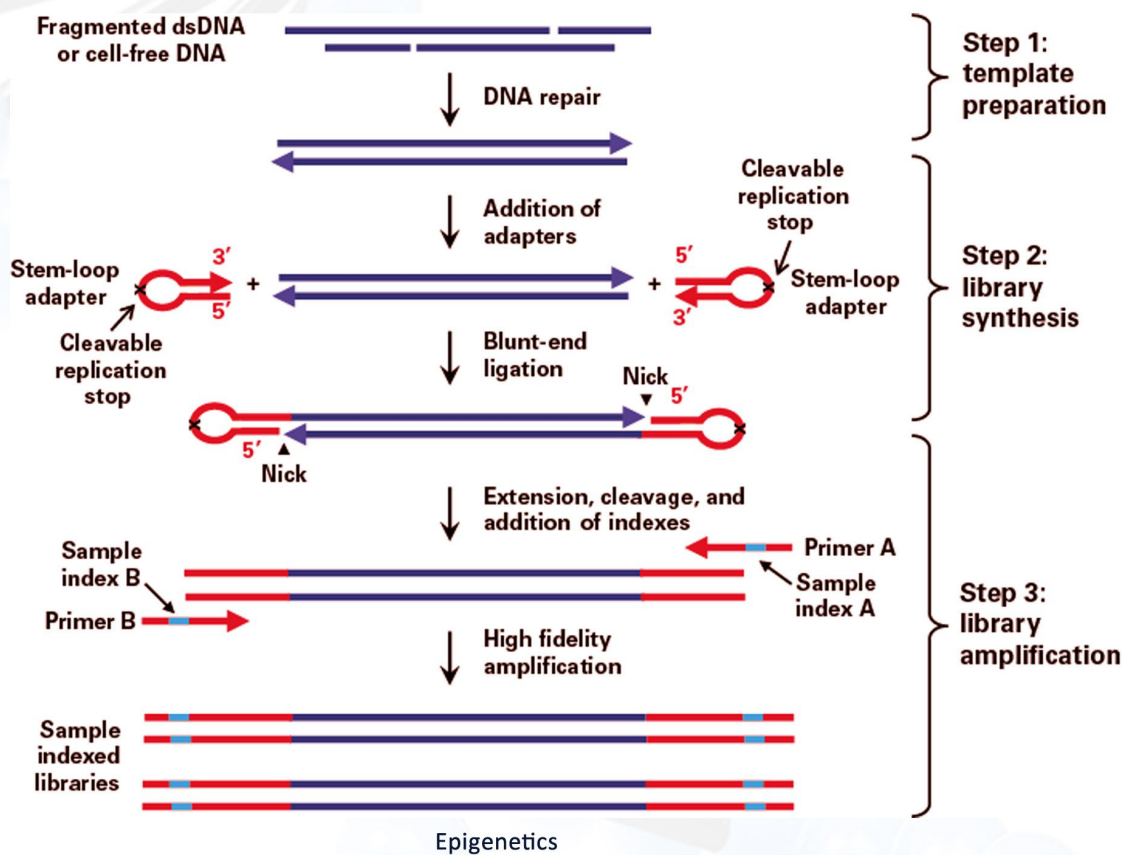 Fragmented dsDNA
or cell-free DNA
DNA repair
Step 1:
template
preparation
Addition of
adapters
Cleavable
replication
stop
3′
5′
Stem-loop
adapter
+
+
5′
3′
Stem-loop
adapter
Cleavable
replication
stop
Step 2:
library
synthesis
Blunt-end
ligation
Nick
5′
5′
Nick
Extension, cleavage, and
addition of indexes
Primer A
Sample
index A
Sample
index B
Primer B
High fidelity
amplification
Step 3:
library
amplification
Sample
indexed
libraries
Epigenetics